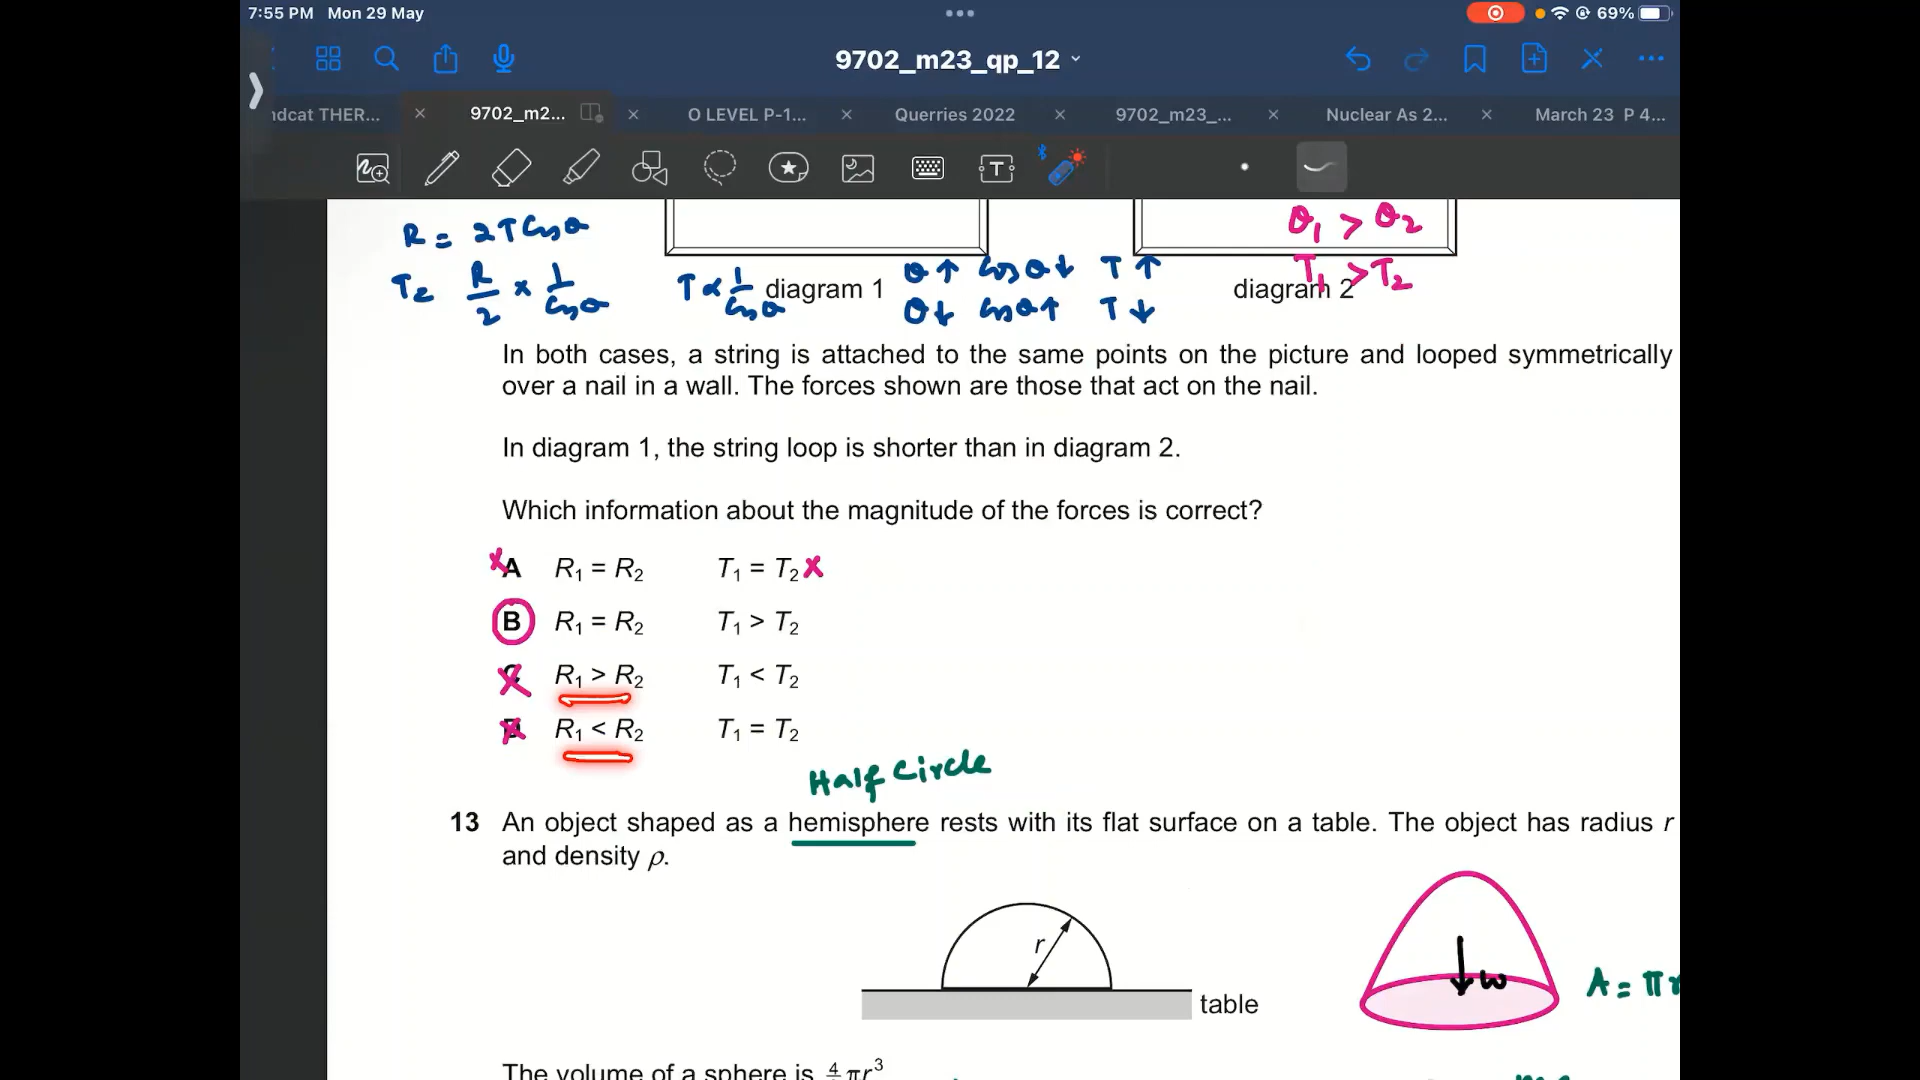 7:55 PM Mon 29 May
69%
9702_m23_qp_12
ndcat THER...
9702_m2...
O LEVEL P-1...
Querries 2022
9702_m23_...
Nuclear As 2...
March 23 P 4...
R = 2T Cos θ
θ1 > θ2
T = R/2 × 1/Cosθ
T ∝ 1/Cosθ
θ↑ Cosθ↓ T↑
T1 > T2
diagram 1
diagram 2
θ↓ Cosθ↑ T↓
In both cases, a string is attached to the same points on the picture and looped symmetrically
over a nail in a wall. The forces shown are those that act on the nail.
In diagram 1, the string loop is shorter than in diagram 2.
Which information about the magnitude of the forces is correct?
A R1 = R2 T1 = T2 x
B R1 = R2 T1 > T2
C R1 > R2 T1 < T2
D R1 < R2 T1 = T2
Half Circle
13 An object shaped as a hemisphere rests with its flat surface on a table. The object has radius r
and density ρ.
r
W
A = π
table
The volume of a sphere is 4/ πr3